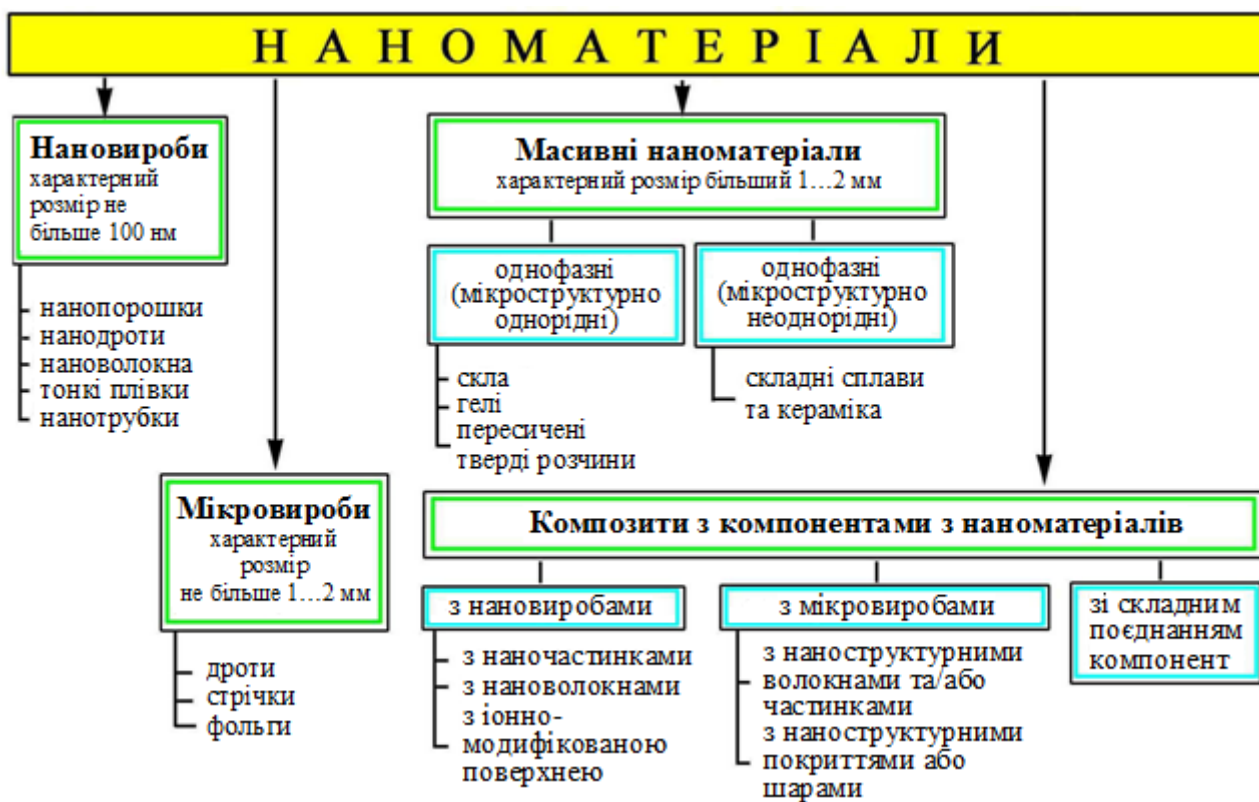 НАНОМАТЕРІАЛИ
Нановироби
характерний
розмір не
більше 100 нм
нанопорошки
нанодроти
нановолокна
тонкі плівки
нанотрубки
Мікровироби
характерний
розмір
не більше 1…2 мм
дроти
стрічки
фольги
Масивні наноматеріали
характерний розмір більший 1…2 мм
однофазні
(мікроструктурно
однорідні)
скла
гелі
пересичені
тверді розчини
однофазні
(мікроструктурно
неоднорідні)
складні сплави
та кераміка
Композити з компонентами з наноматеріалів
з нановиробами
з наночастинками
з нановолокнами
з іонно-
модифікованою
поверхнею
з мікровиробами
з наноструктурними
волокнами та/або
частинками
з наноструктурними
покриттями або
шарами
зі складним
поєднанням
компонент